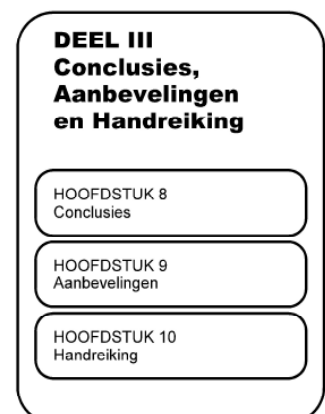 DEEL III
Conclusies,
Aanbevelingen
en Handreiking
HOOFDSTUK 8
Conclusies
HOOFDSTUK 9
Aanbevelingen
HOOFDSTUK 10
Handreiking